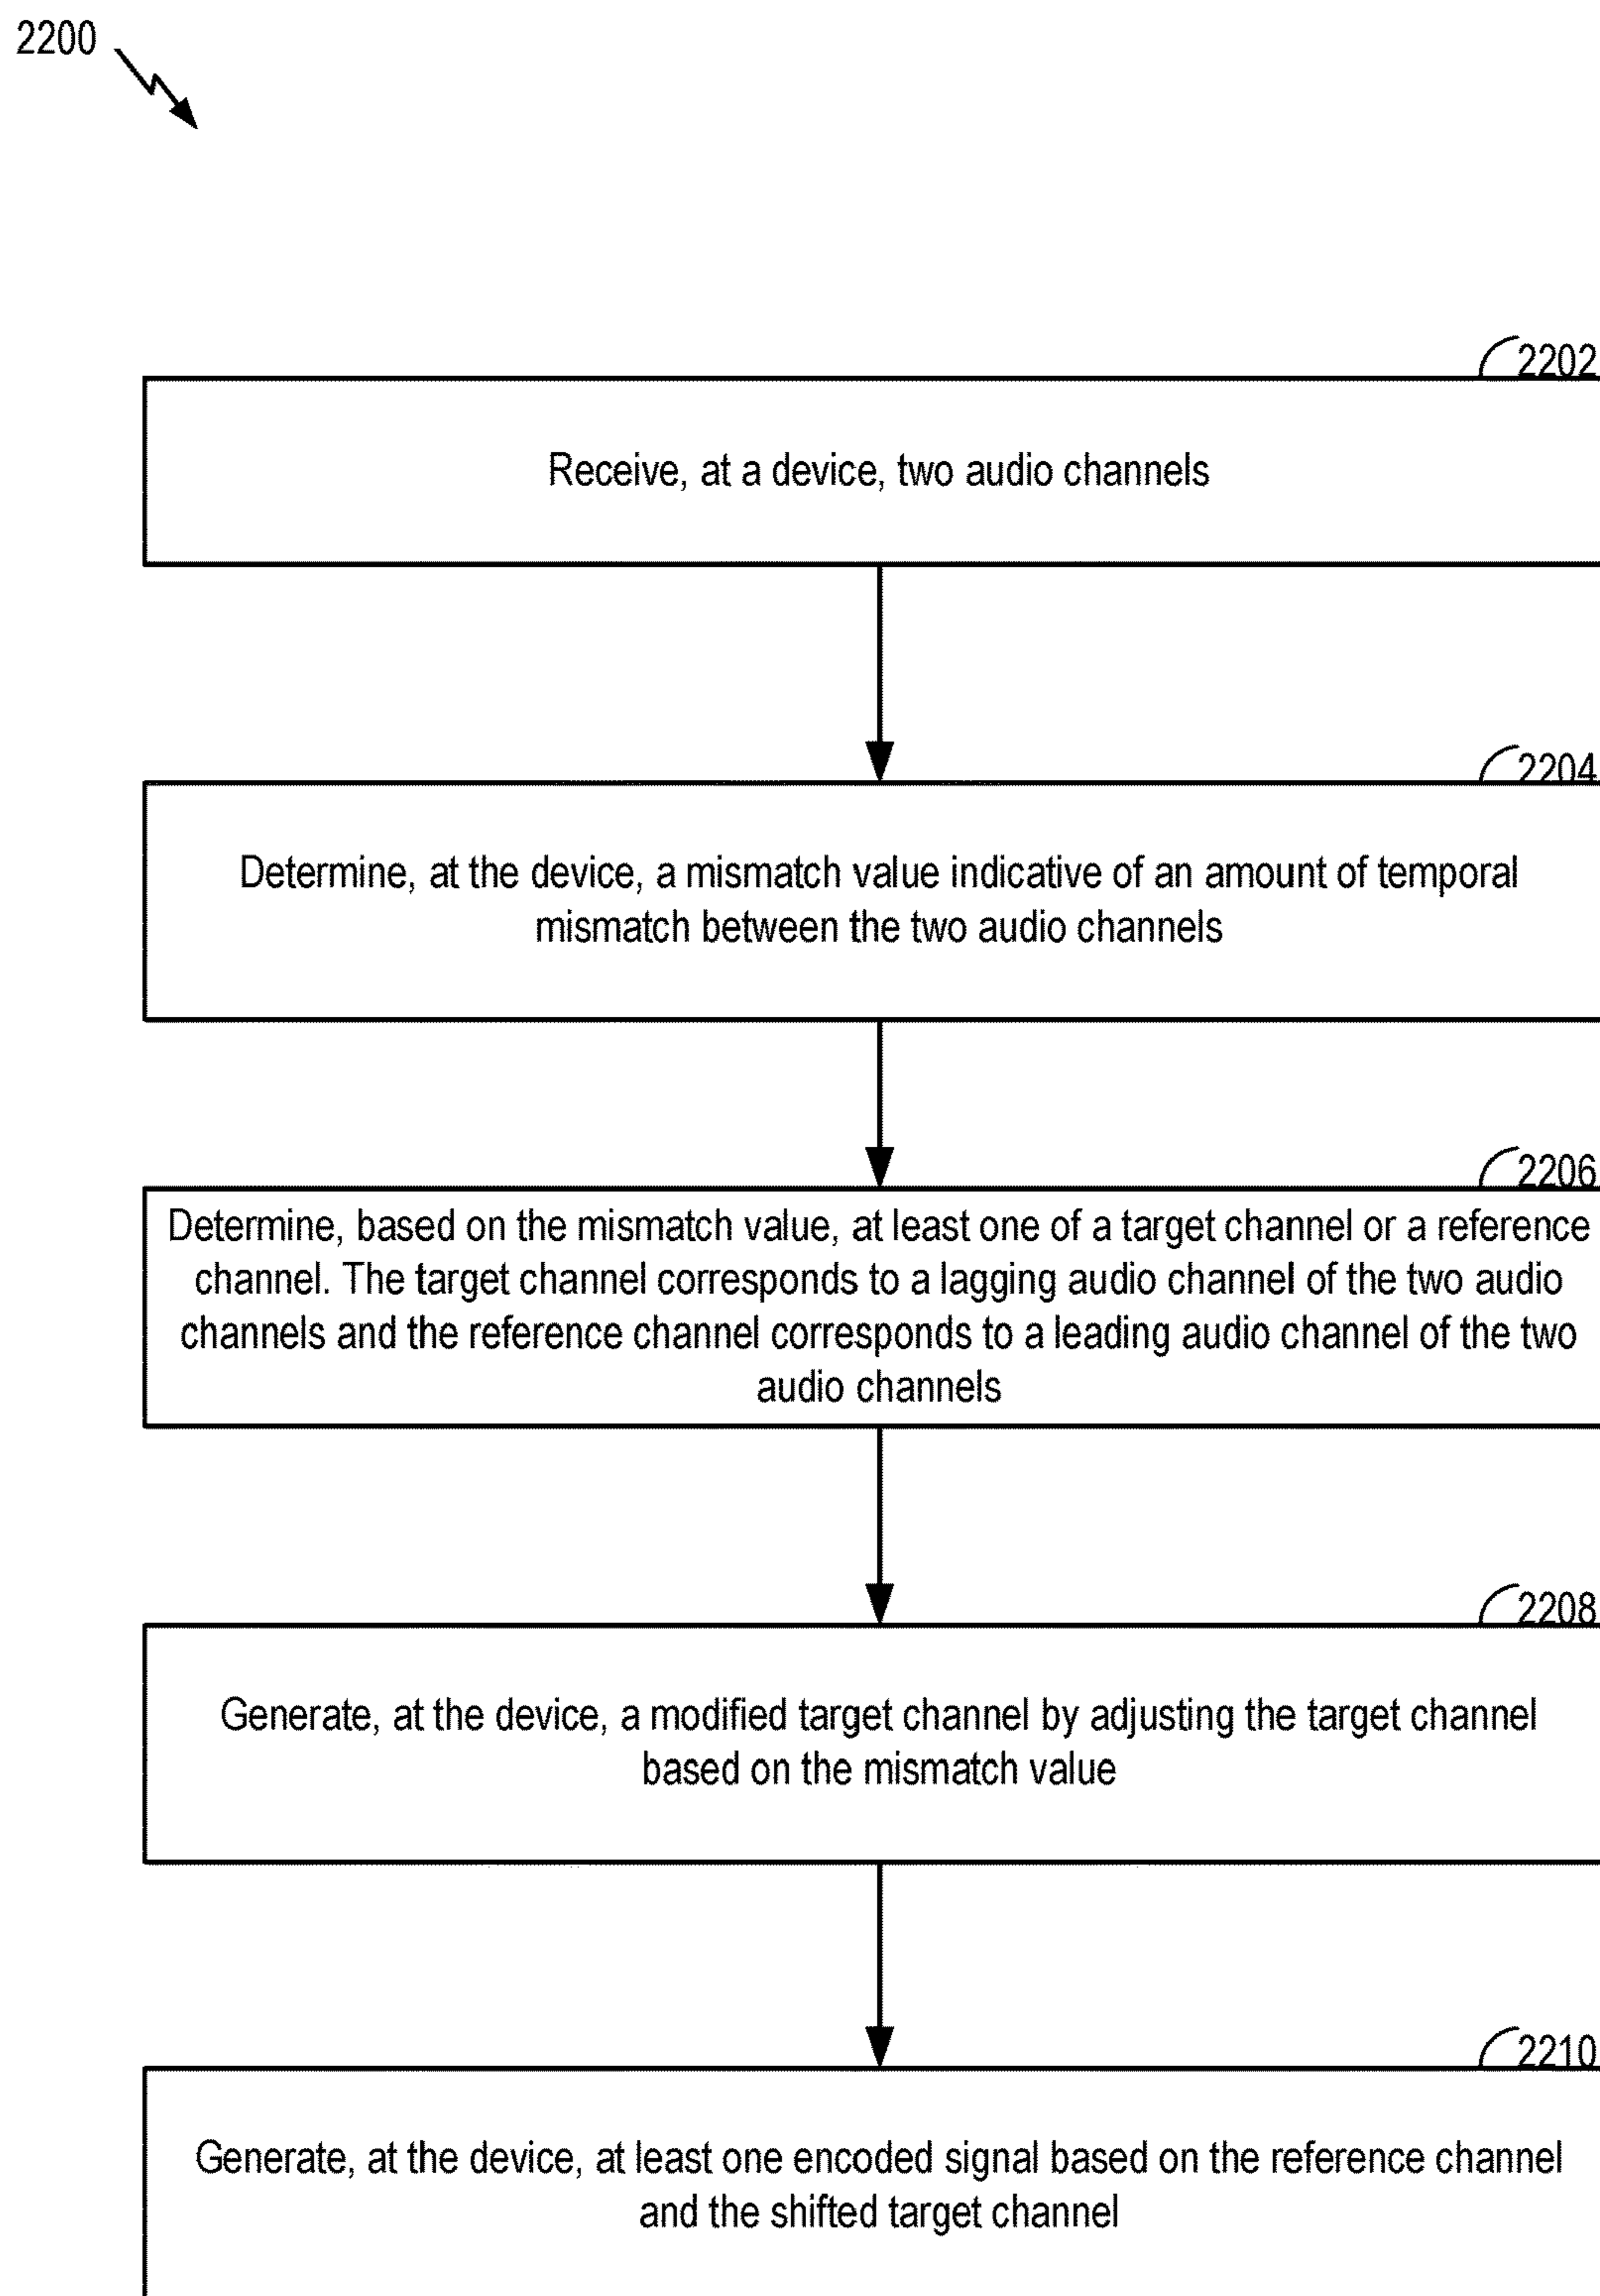 2200
2202
Receive, at a device, two audio channels
2204
Determine, at the device, a mismatch value indicative of an amount of temporal
mismatch between the two audio channels
2206
Determine, based on the mismatch value, at least one of a target channel or a reference
channel. The target channel corresponds to a lagging audio channel of the two audio
channels and the reference channel corresponds to a leading audio channel of the two
audio channels
2208
Generate, at the device, a modified target channel by adjusting the target channel
based on the mismatch value
2210
Generate, at the device, at least one encoded signal based on the reference channel
and the shifted target channel